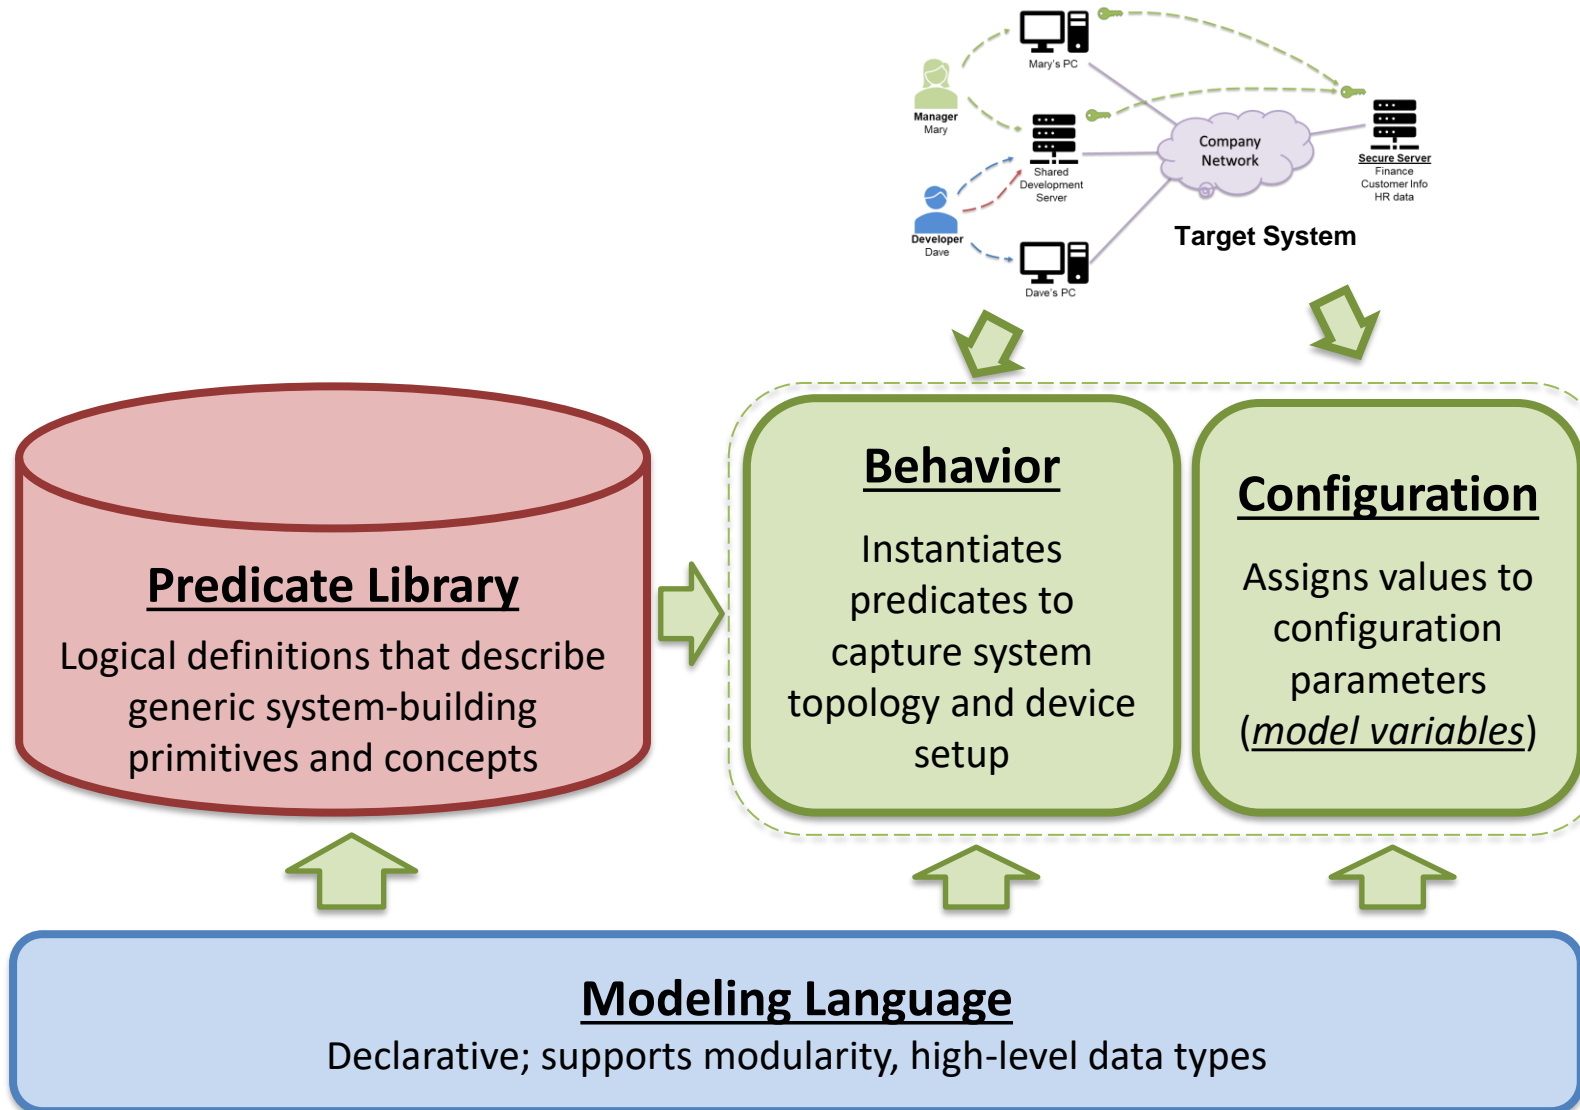 Mary's PC
Manager
Mary
Shared
Development
Server
Company
Network
Secure Server
Finance
Customer Info
HR data
Developer
Dave
Dave's PC
Target System
Predicate Library
Logical definitions that describe
generic system-building
primitives and concepts
Behavior
Instantiates
predicates to
capture system
topology and device
setup
Configuration
Assigns values to
configuration
parameters
(model variables)
Modeling Language
Declarative; supports modularity, high-level data types